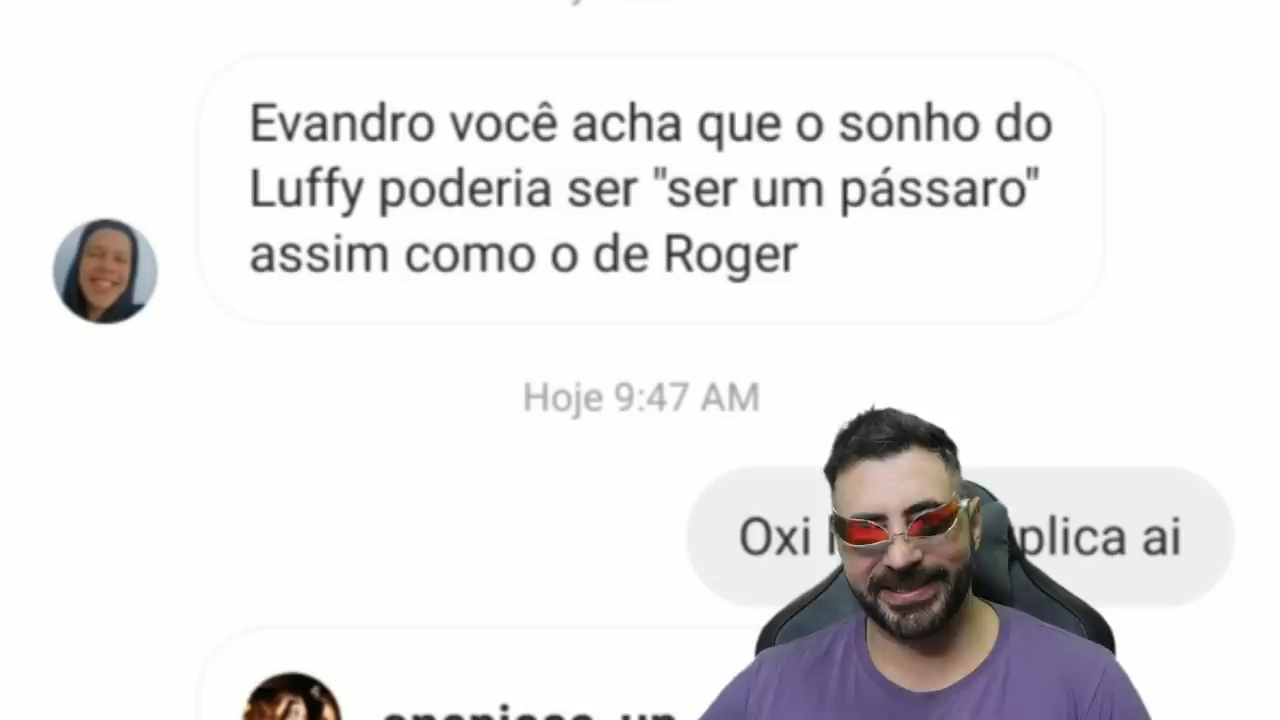 Evandro você acha que o sonho do
Luffy poderia ser "ser um pássaro"
assim como o de Roger
Hoje 9:47 AM
Oxi plica ai